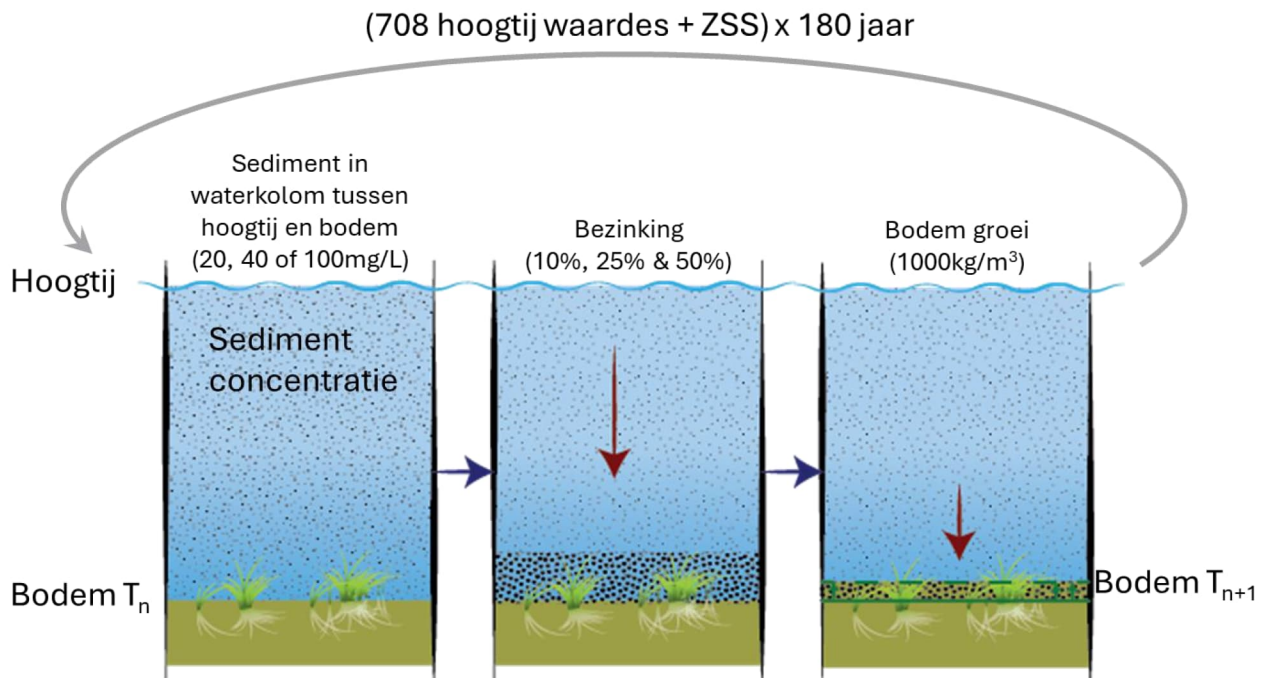 (708 hoogtij waardes + ZSS) x 180 jaar
Sediment in
waterkolom tussen
hoogtij en bodem
(20, 40 of 100mg/L)
Bezinking
(10%, 25% & 50%)
Bodem groei
(1000kg/m³)
Hoogtij
Sediment
concentratie
Bodem Tₙ
Bodem Tₙ₊₁